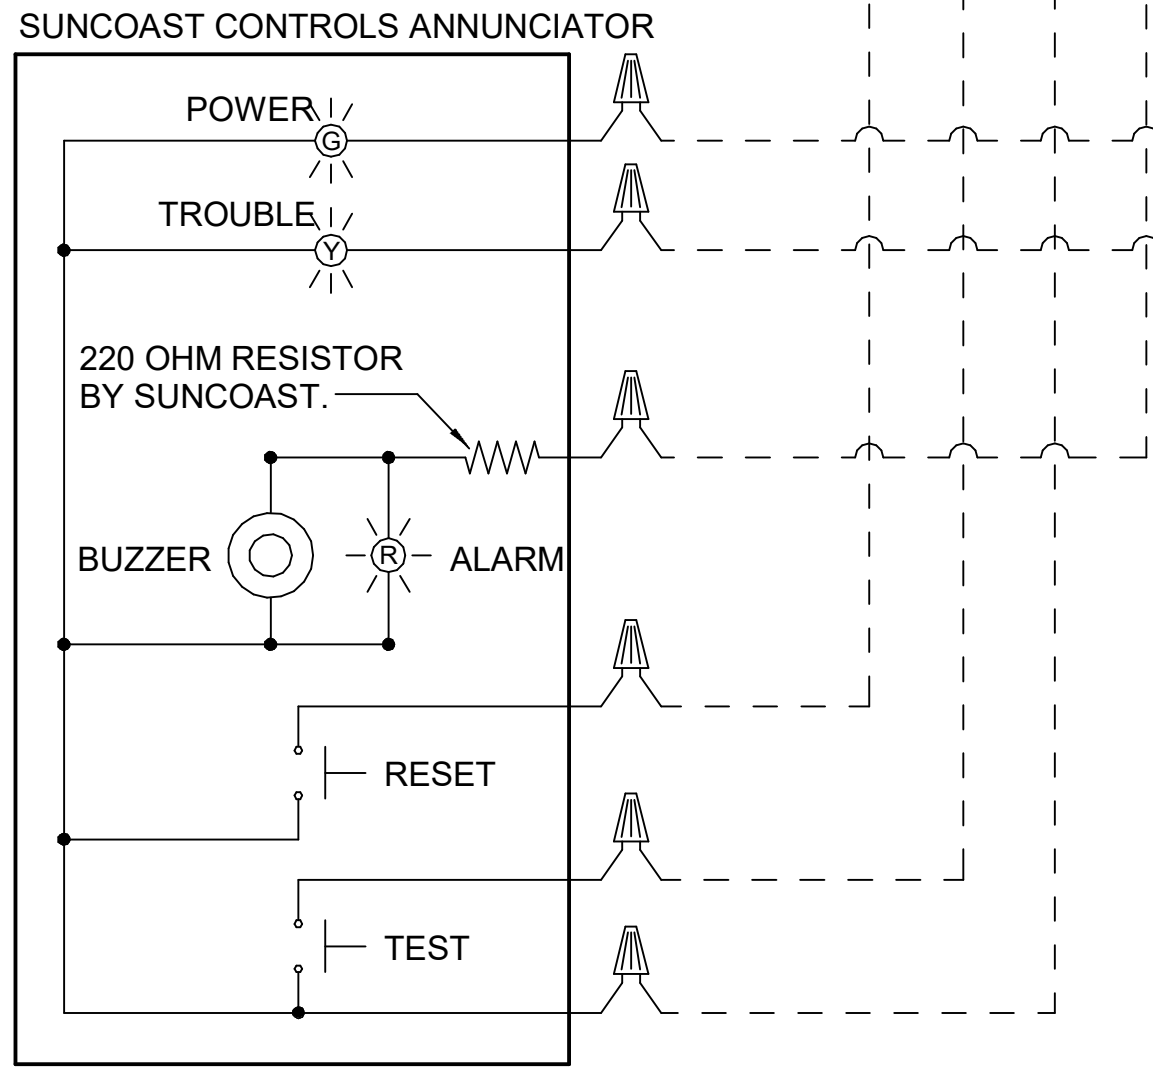 SUNCOAST CONTROLS ANNUNCIATOR
POWER
G
TROUBLE
Y
220 OHM RESISTOR
BY SUNCOAST.
BUZZER
R
ALARM
RESET
TEST